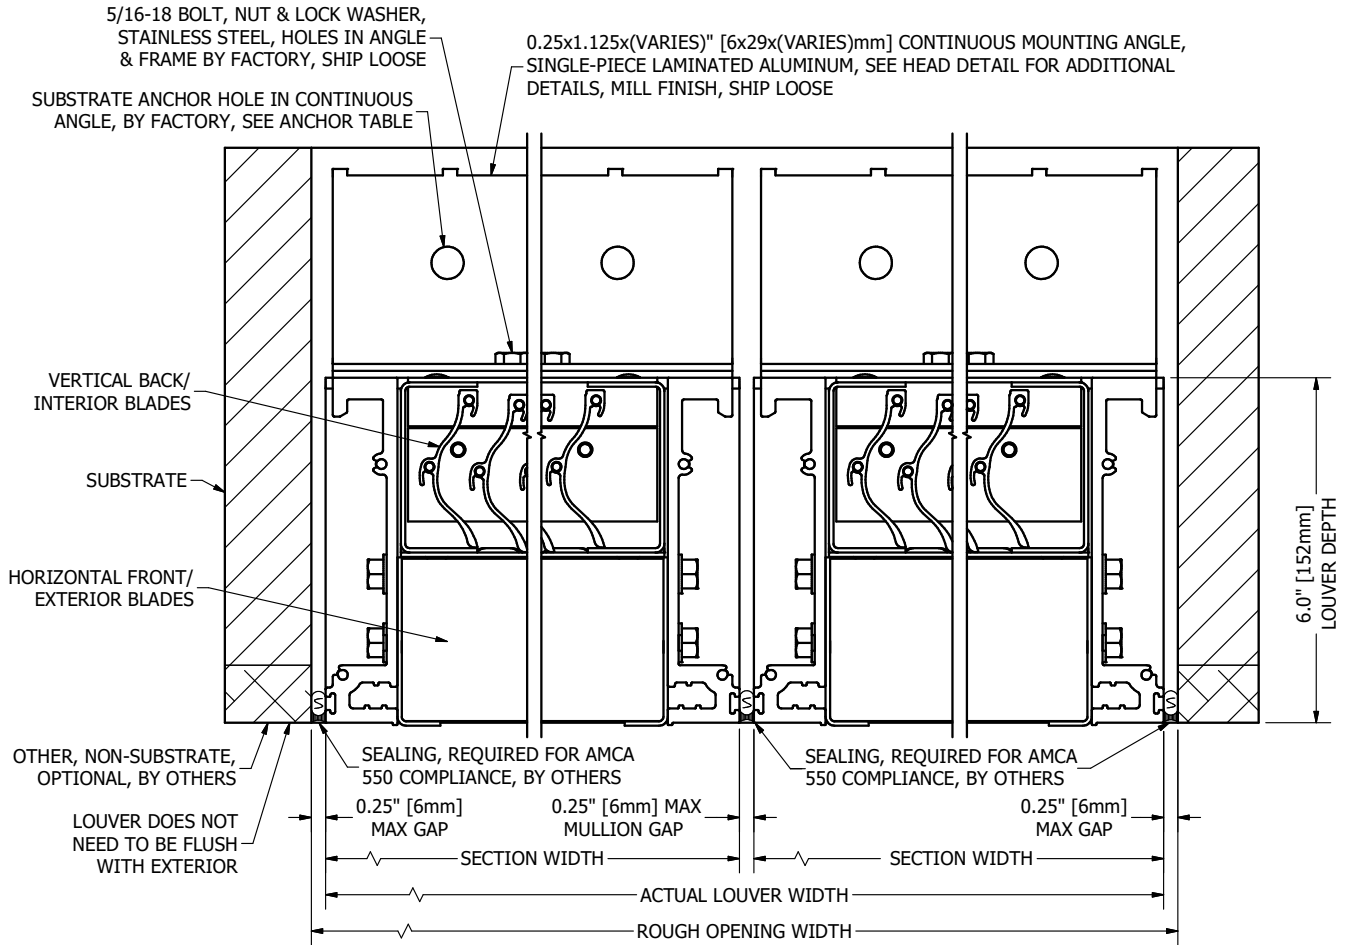 5/16-18 BOLT, NUT & LOCK WASHER,
STAINLESS STEEL, HOLES IN ANGLE
& FRAME BY FACTORY, SHIP LOOSE
0.25x1.125x(VARIES)" [6x29x(VARIES)mm] CONTINUOUS MOUNTING ANGLE,
SINGLE-PIECE LAMINATED ALUMINUM, SEE HEAD DETAIL FOR ADDITIONAL
DETAILS, MILL FINISH, SHIP LOOSE
SUBSTRATE ANCHOR HOLE IN CONTINUOUS
ANGLE, BY FACTORY, SEE ANCHOR TABLE
VERTICAL BACK/
INTERIOR BLADES
SUBSTRATE
HORIZONTAL FRONT/
EXTERIOR BLADES
6.0" [152mm]
LOUVER DEPTH
OTHER, NON-SUBSTRATE,
OPTIONAL, BY OTHERS
LOUVER DOES NOT
NEED TO BE FLUSH
WITH EXTERIOR
SEALING, REQUIRED FOR AMCA
550 COMPLIANCE, BY OTHERS
SEALING, REQUIRED FOR AMCA
550 COMPLIANCE, BY OTHERS
0.25" [6mm]
MAX GAP
0.25" [6mm] MAX
MULLION GAP
0.25" [6mm]
MAX GAP
SECTION WIDTH
SECTION WIDTH
ACTUAL LOUVER WIDTH
ROUGH OPENING WIDTH